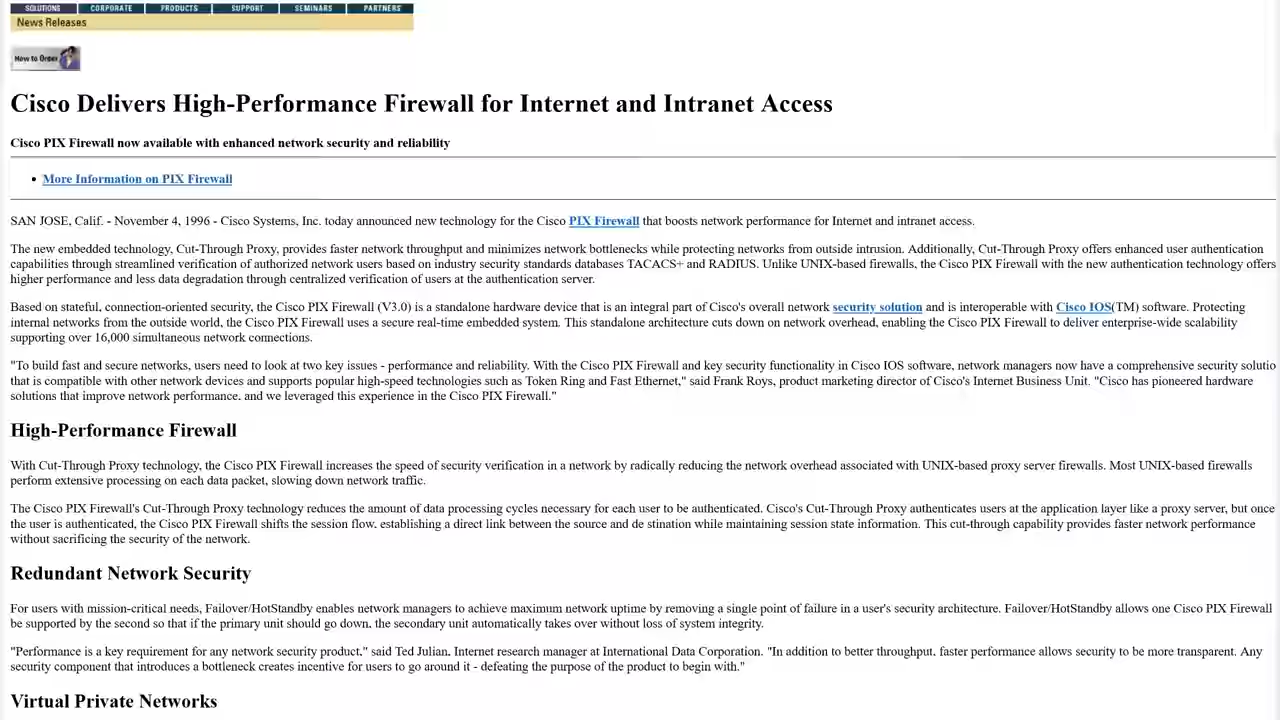 SOLUTIONS CORPORATE PRODUCTS SUPPORT SEMINARS PARTNERS
News Releases
How to Order
Cisco Delivers High-Performance Firewall for Internet and Intranet Access
Cisco PIX Firewall now available with enhanced network security and reliability
• More Information on PIX Firewall
SAN JOSE, Calif. - November 4, 1996 - Cisco Systems, Inc. today announced new technology for the Cisco PIX Firewall that boosts network performance for Internet and intranet access.
The new embedded technology, Cut-Through Proxy, provides faster network throughput and minimizes network bottlenecks while protecting networks from outside intrusion. Additionally, Cut-Through Proxy offers enhanced user authentication
capabilities through streamlined verification of authorized network users based on industry security standards databases TACACS+ and RADIUS. Unlike UNIX-based firewalls, the Cisco PIX Firewall with the new authentication technology offers
higher performance and less data degradation through centralized verification of users at the authentication server.
Based on stateful, connection-oriented security, the Cisco PIX Firewall (V3.0) is a standalone hardware device that is an integral part of Cisco's overall network security solution and is interoperable with Cisco IOS(TM) software. Protecting
internal networks from the outside world, the Cisco PIX Firewall uses a secure real-time embedded system. This standalone architecture cuts down on network overhead, enabling the Cisco PIX Firewall to deliver enterprise-wide scalability
supporting over 16,000 simultaneous network connections.
"To build fast and secure networks, users need to look at two key issues - performance and reliability. With the Cisco PIX Firewall and key security functionality in Cisco IOS software, network managers now have a comprehensive security solutio
that is compatible with other network devices and supports popular high-speed technologies such as Token Ring and Fast Ethernet," said Frank Roys, product marketing director of Cisco's Internet Business Unit. "Cisco has pioneered hardware
solutions that improve network performance, and we leveraged this experience in the Cisco PIX Firewall."
High-Performance Firewall
With Cut-Through Proxy technology, the Cisco PIX Firewall increases the speed of security verification in a network by radically reducing the network overhead associated with UNIX-based proxy server firewalls. Most UNIX-based firewalls
perform extensive processing on each data packet, slowing down network traffic.
The Cisco PIX Firewall's Cut-Through Proxy technology reduces the amount of data processing cycles necessary for each user to be authenticated. Cisco's Cut-Through Proxy authenticates users at the application layer like a proxy server, but once
the user is authenticated, the Cisco PIX Firewall shifts the session flow, establishing a direct link between the source and de stination while maintaining session state information. This cut-through capability provides faster network performance
without sacrificing the security of the network.
Redundant Network Security
For users with mission-critical needs, Failover/HotStandby enables network managers to achieve maximum network uptime by removing a single point of failure in a user's security architecture. Failover/HotStandby allows one Cisco PIX Firewall
be supported by the second so that if the primary unit should go down, the secondary unit automatically takes over without loss of system integrity.
"Performance is a key requirement for any network security product," said Ted Julian, Internet research manager at International Data Corporation. "In addition to better throughput, faster performance allows security to be more transparent. Any
security component that introduces a bottleneck creates incentive for users to go around it - defeating the purpose of the product to begin with."
Virtual Private Networks